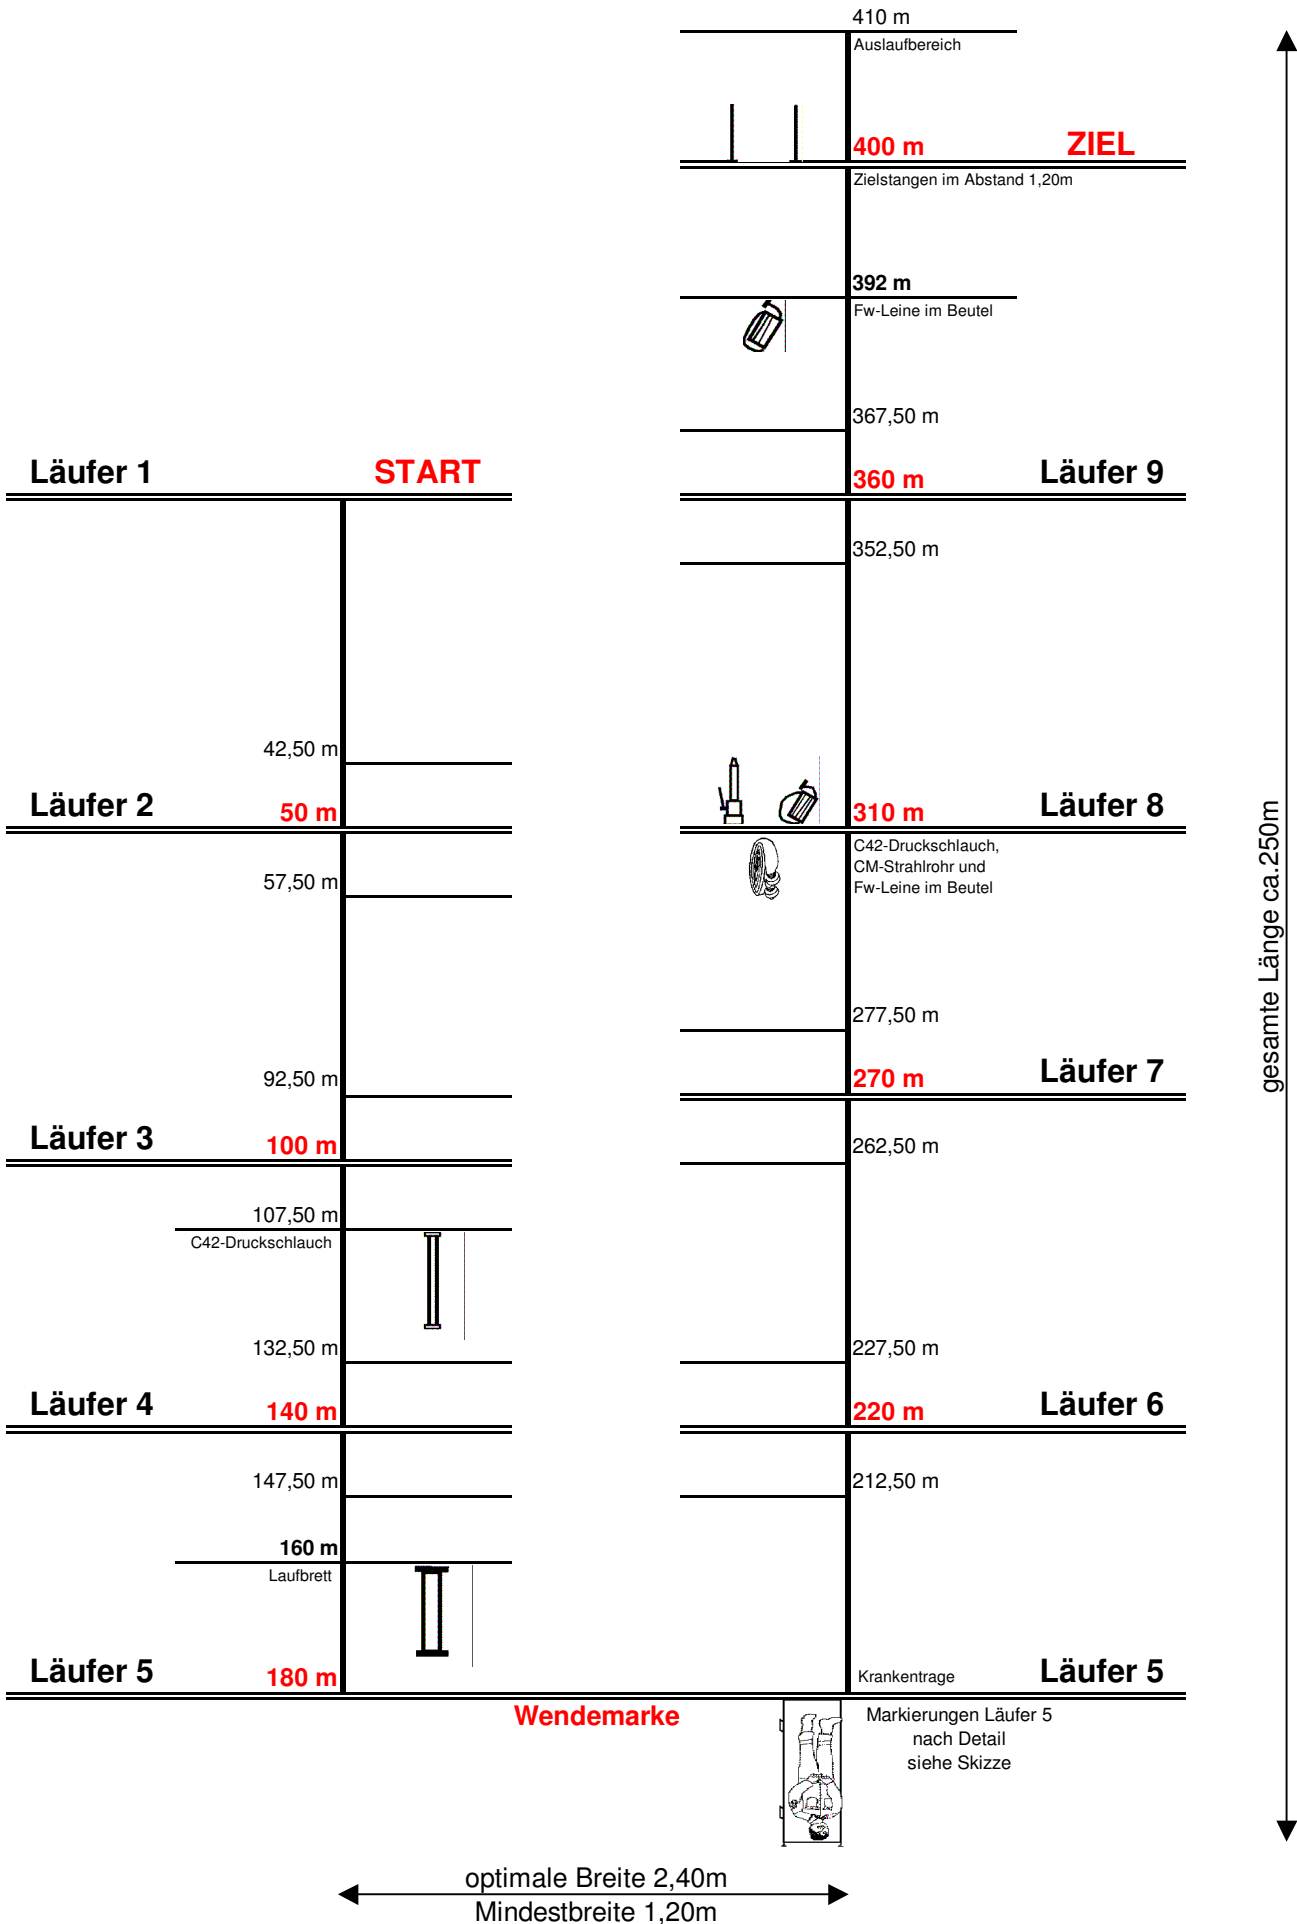 410 m
Auslaufbereich
400 m
ZIEL
Zielstangen im Abstand 1,20m
392 m
Fw-Leine im Beutel
367,50 m
Läufer 1
START
360 m
Läufer 9
352,50 m
42,50 m
Läufer 2
50 m
310 m
Läufer 8
C42-Druckschlauch,
CM-Strahlrohr und
Fw-Leine im Beutel
57,50 m
277,50 m
92,50 m
270 m
Läufer 7
Läufer 3
100 m
262,50 m
107,50 m
C42-Druckschlauch
132,50 m
227,50 m
Läufer 4
140 m
220 m
Läufer 6
147,50 m
212,50 m
160 m
Laufbrett
Läufer 5
180 m
Krankentrage
Läufer 5
Wendemarke
Markierungen Läufer 5
nach Detail
siehe Skizze
gesamte Länge ca.250m
optimale Breite 2,40m
Mindestbreite 1,20m